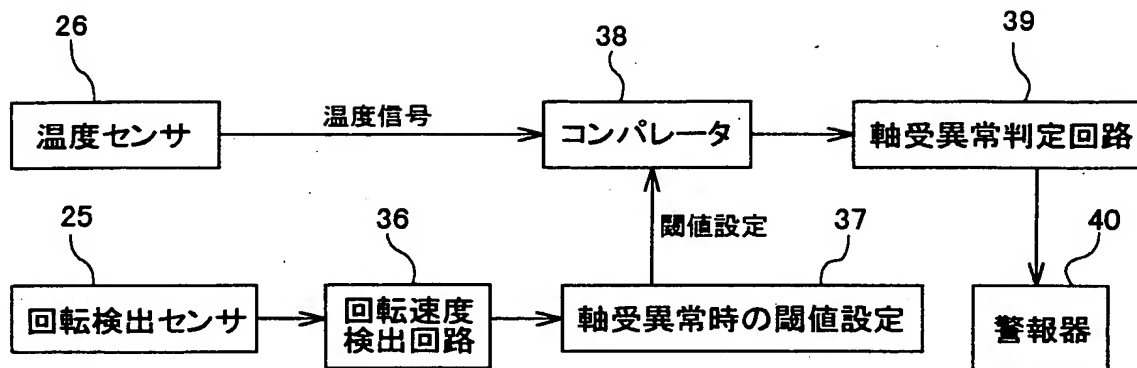 26
38
39
温度センサ
温度信号
コンパレータ
軸受異常判定回路
25
36
閾値設定
37
40
回転検出センサ
回転速度
検出回路
軸受異常時の閾値設定
警報器